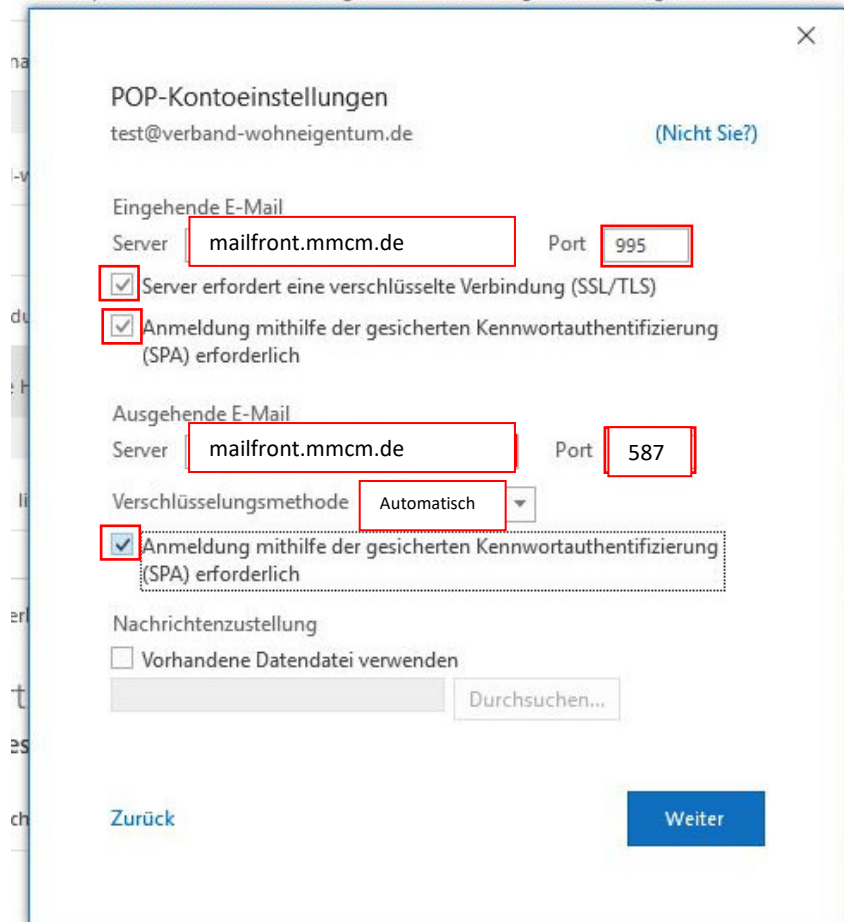 POP-Kontoeinstellungen
test@verband-wohneigentum.de (Nicht Sie?)
Eingehende E-Mail
Server mailfront.mmcm.de Port 995
Server erfordert eine verschlüsselte Verbindung (SSL/TLS)
Anmeldung mithilfe der gesicherten Kennwortauthentifizierung
(SPA) erforderlich
Ausgehende E-Mail
Server mailfront.mmcm.de Port 587
Verschlüsselungsmethode Automatisch
Anmeldung mithilfe der gesicherten Kennwortauthentifizierung
(SPA) erforderlich
Nachrichtenzustellung
Vorhandene Datendatei verwenden
Durchsuchen...
Zurück Weiter